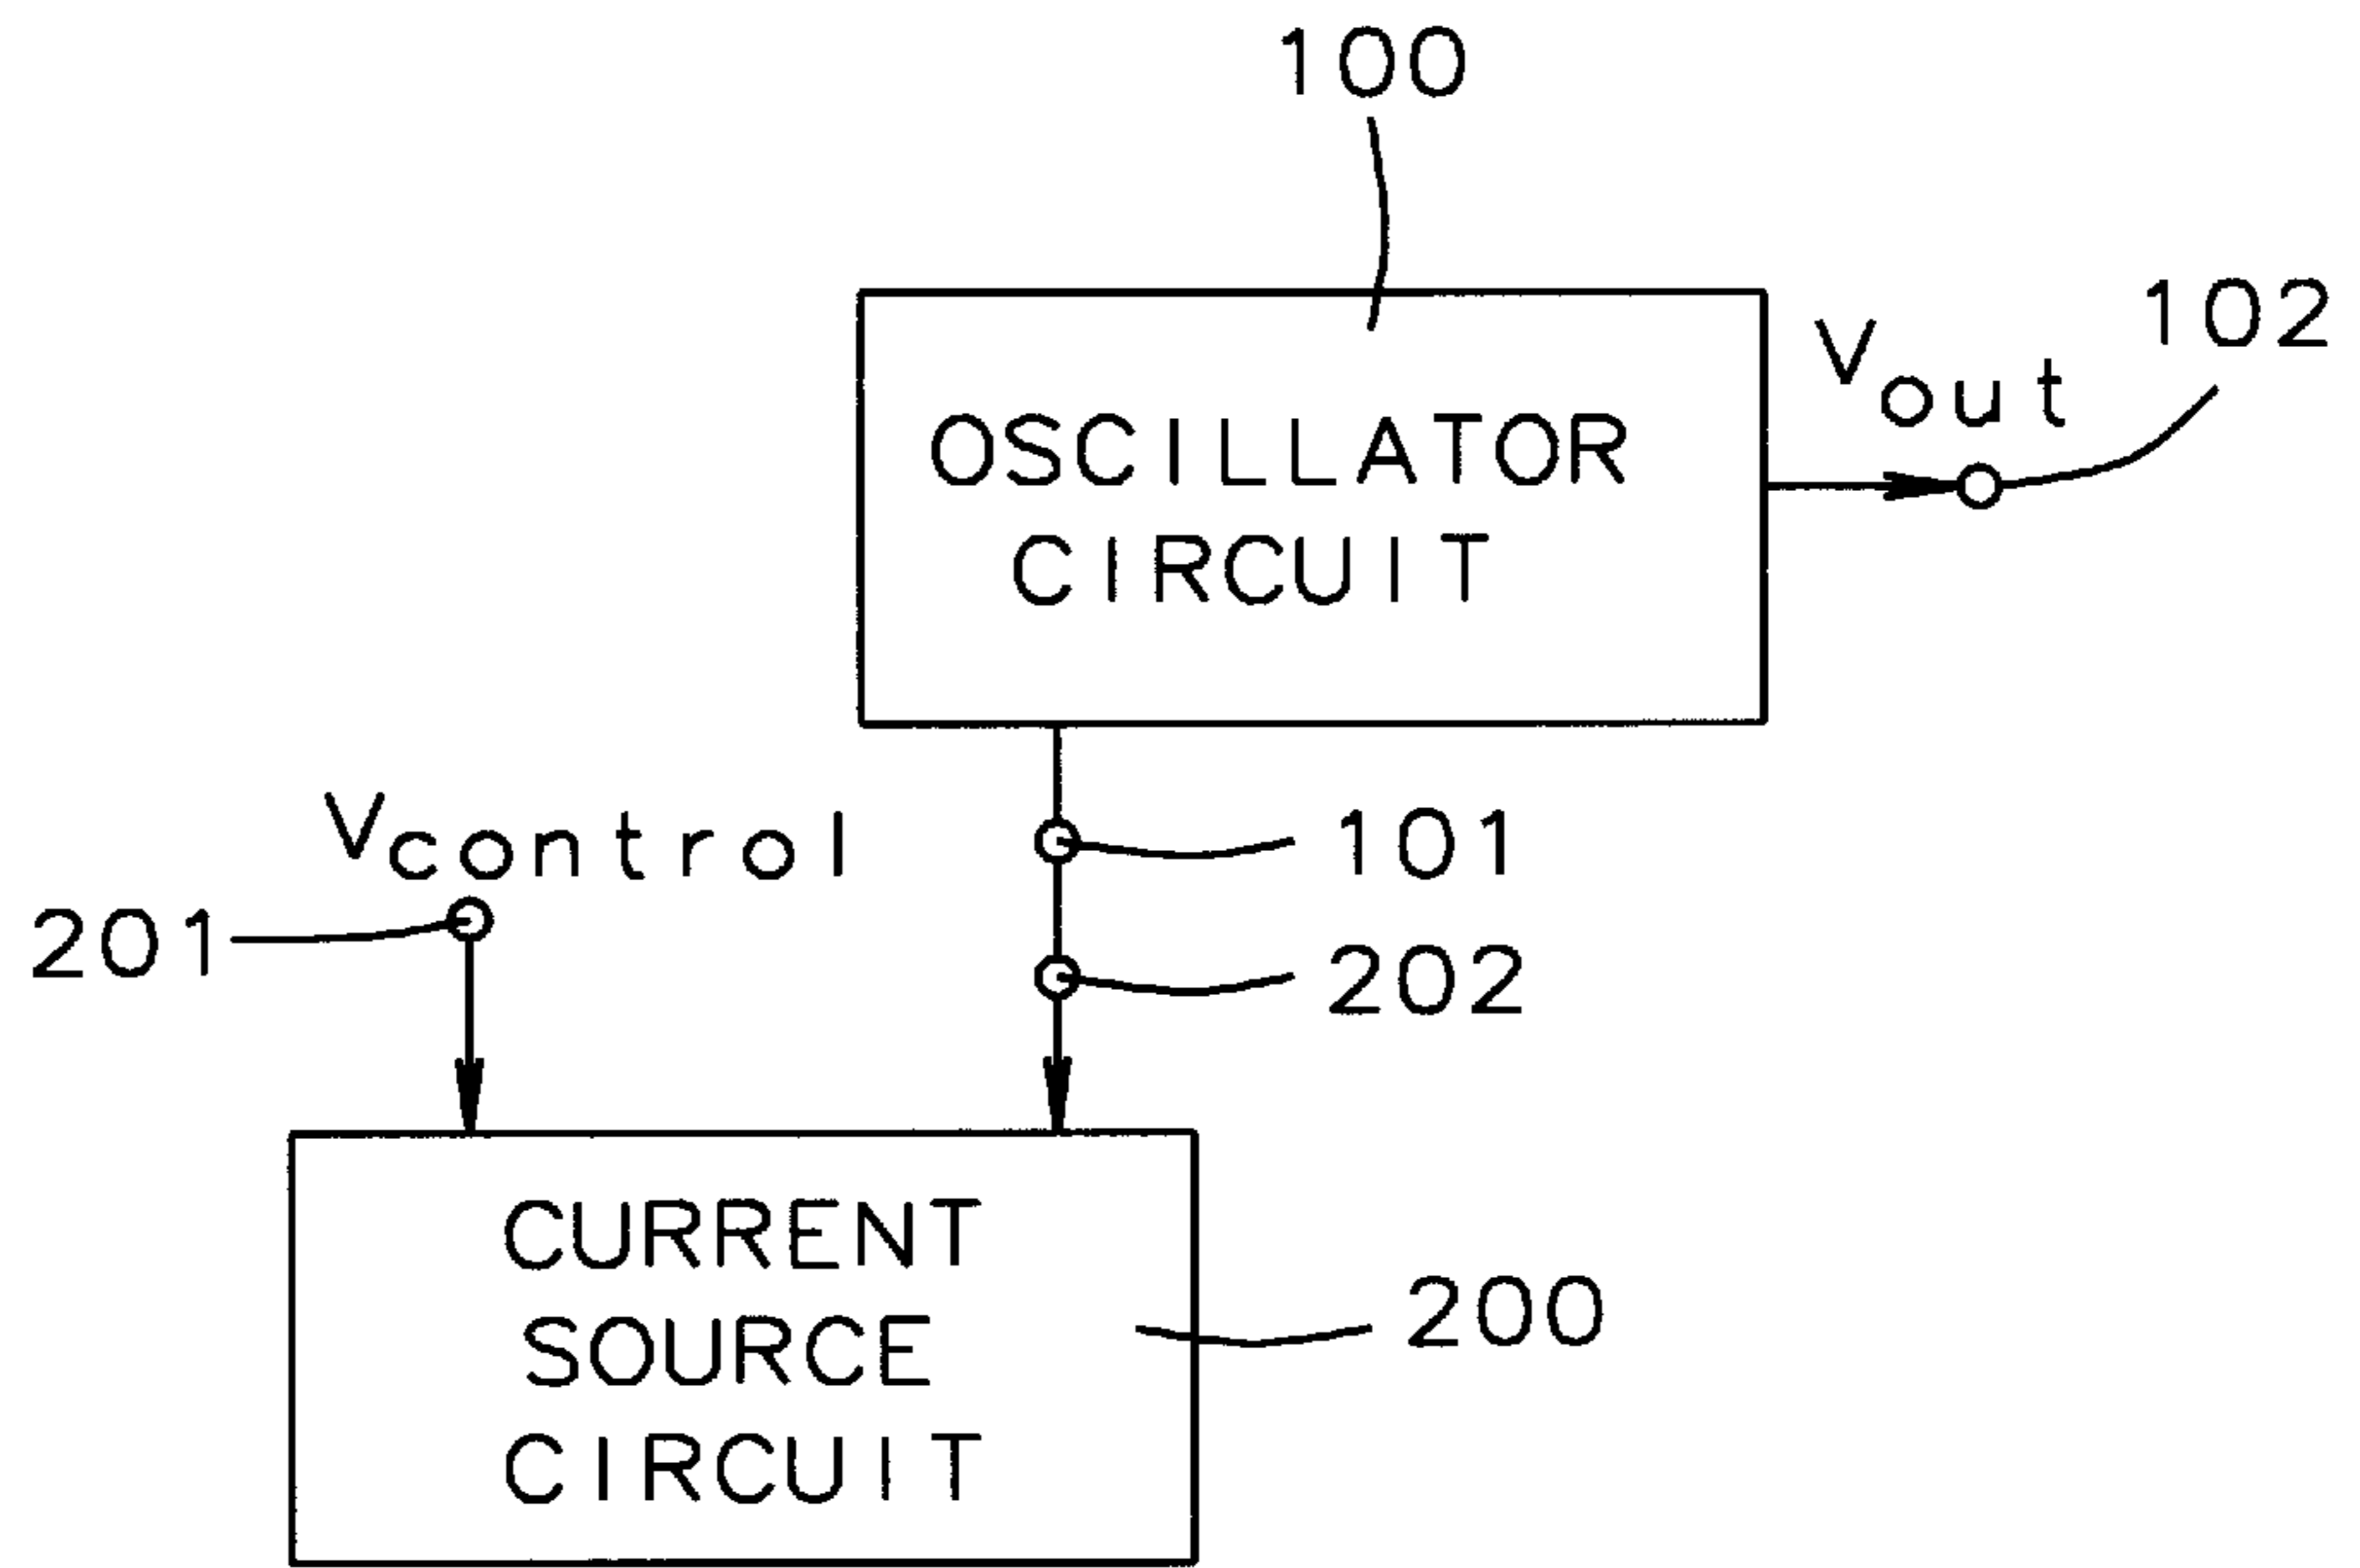 100
102
Vout
OSCILLATOR
CIRCUIT
Vcontrol
101
201
202
CURRENT
SOURCE
CIRCUIT
200